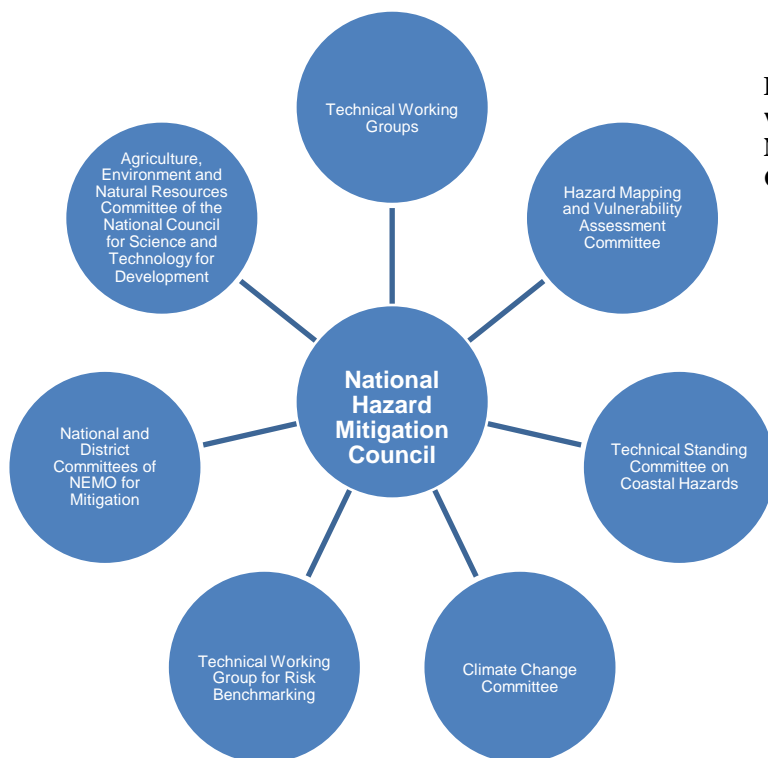 Technical Working
Groups
Hazard Mapping
and Vulnerability
Assessment
Committee
Technical Standing
Committee on
Coastal Hazards
Climate Change
Committee
Technical Working
Group for Risk
Benchmarking
National and
District
Committees of
NEMO for
Mitigation
Agriculture,
Environment and
Natural Resources
Committee of the
National Council
for Science and
Technology for
Development
National
Hazard
Mitigation
Council